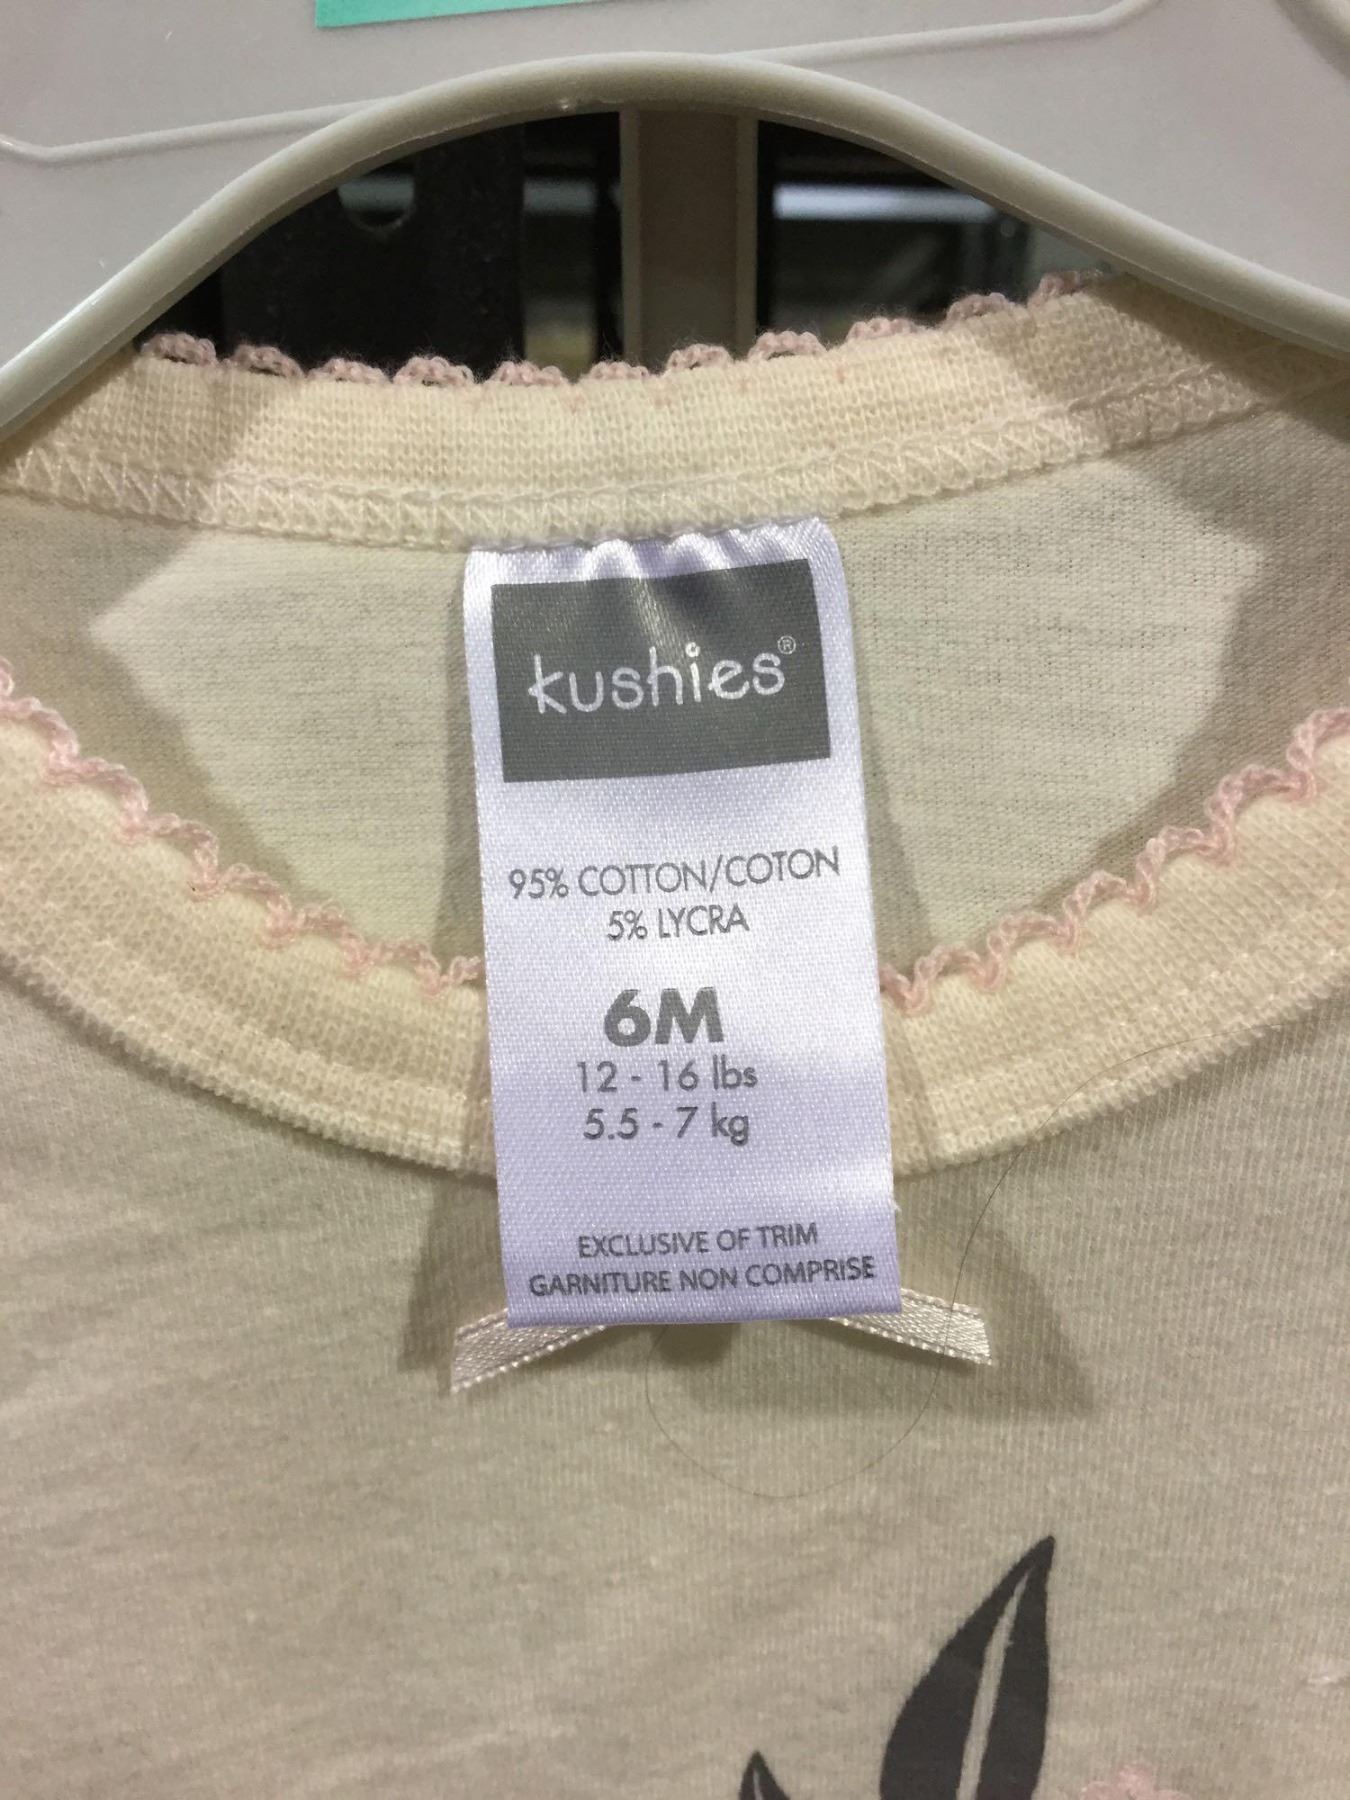 kushies®
95% COTTON/COTON
5% LYCRA
6M
12 - 16 lbs
5.5 - 7 kg
EXCLUSIVE OF TRIM
GARNITURE NON COMPRISE